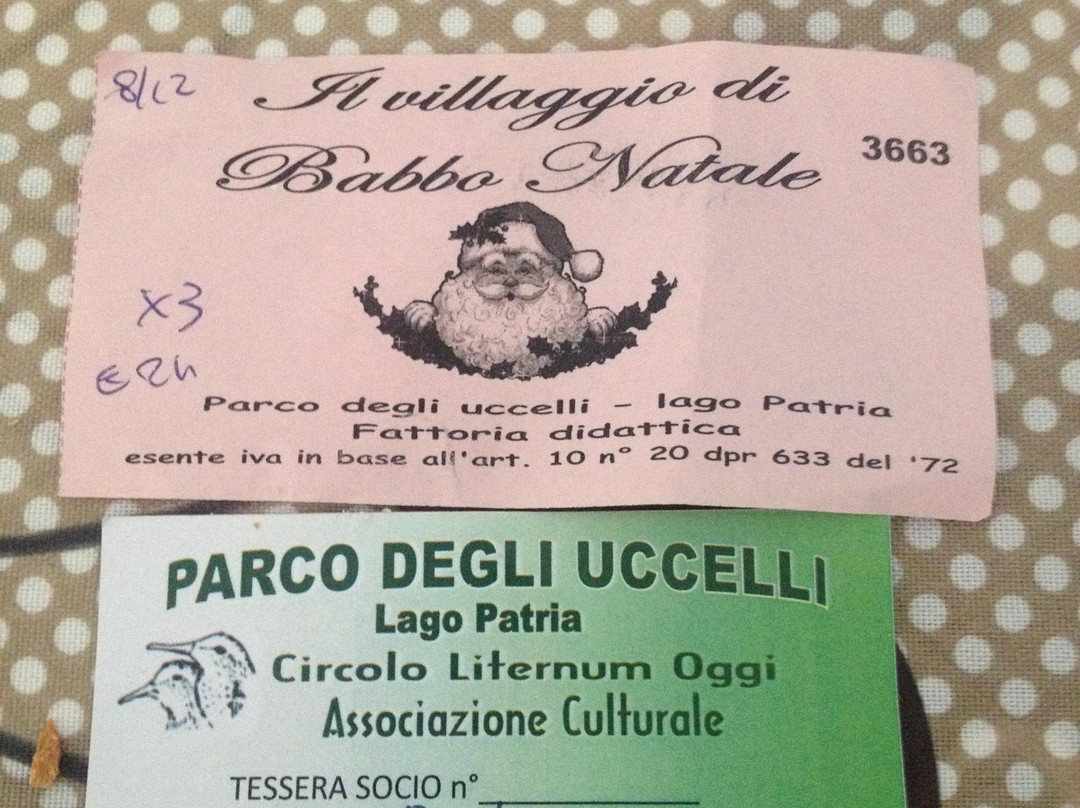 8/12
Il villaggio di
Babbo Natale
3663
x3
€ 24
Parco degli uccelli - lago Patria
Fattoria didattica
esente iva in base all'art. 10 n° 20 dpr 633 del '72
PARCO DEGLI UCCELLI
Lago Patria
Circolo Liternum Oggi
Associazione Culturale
TESSERA SOCIO n°